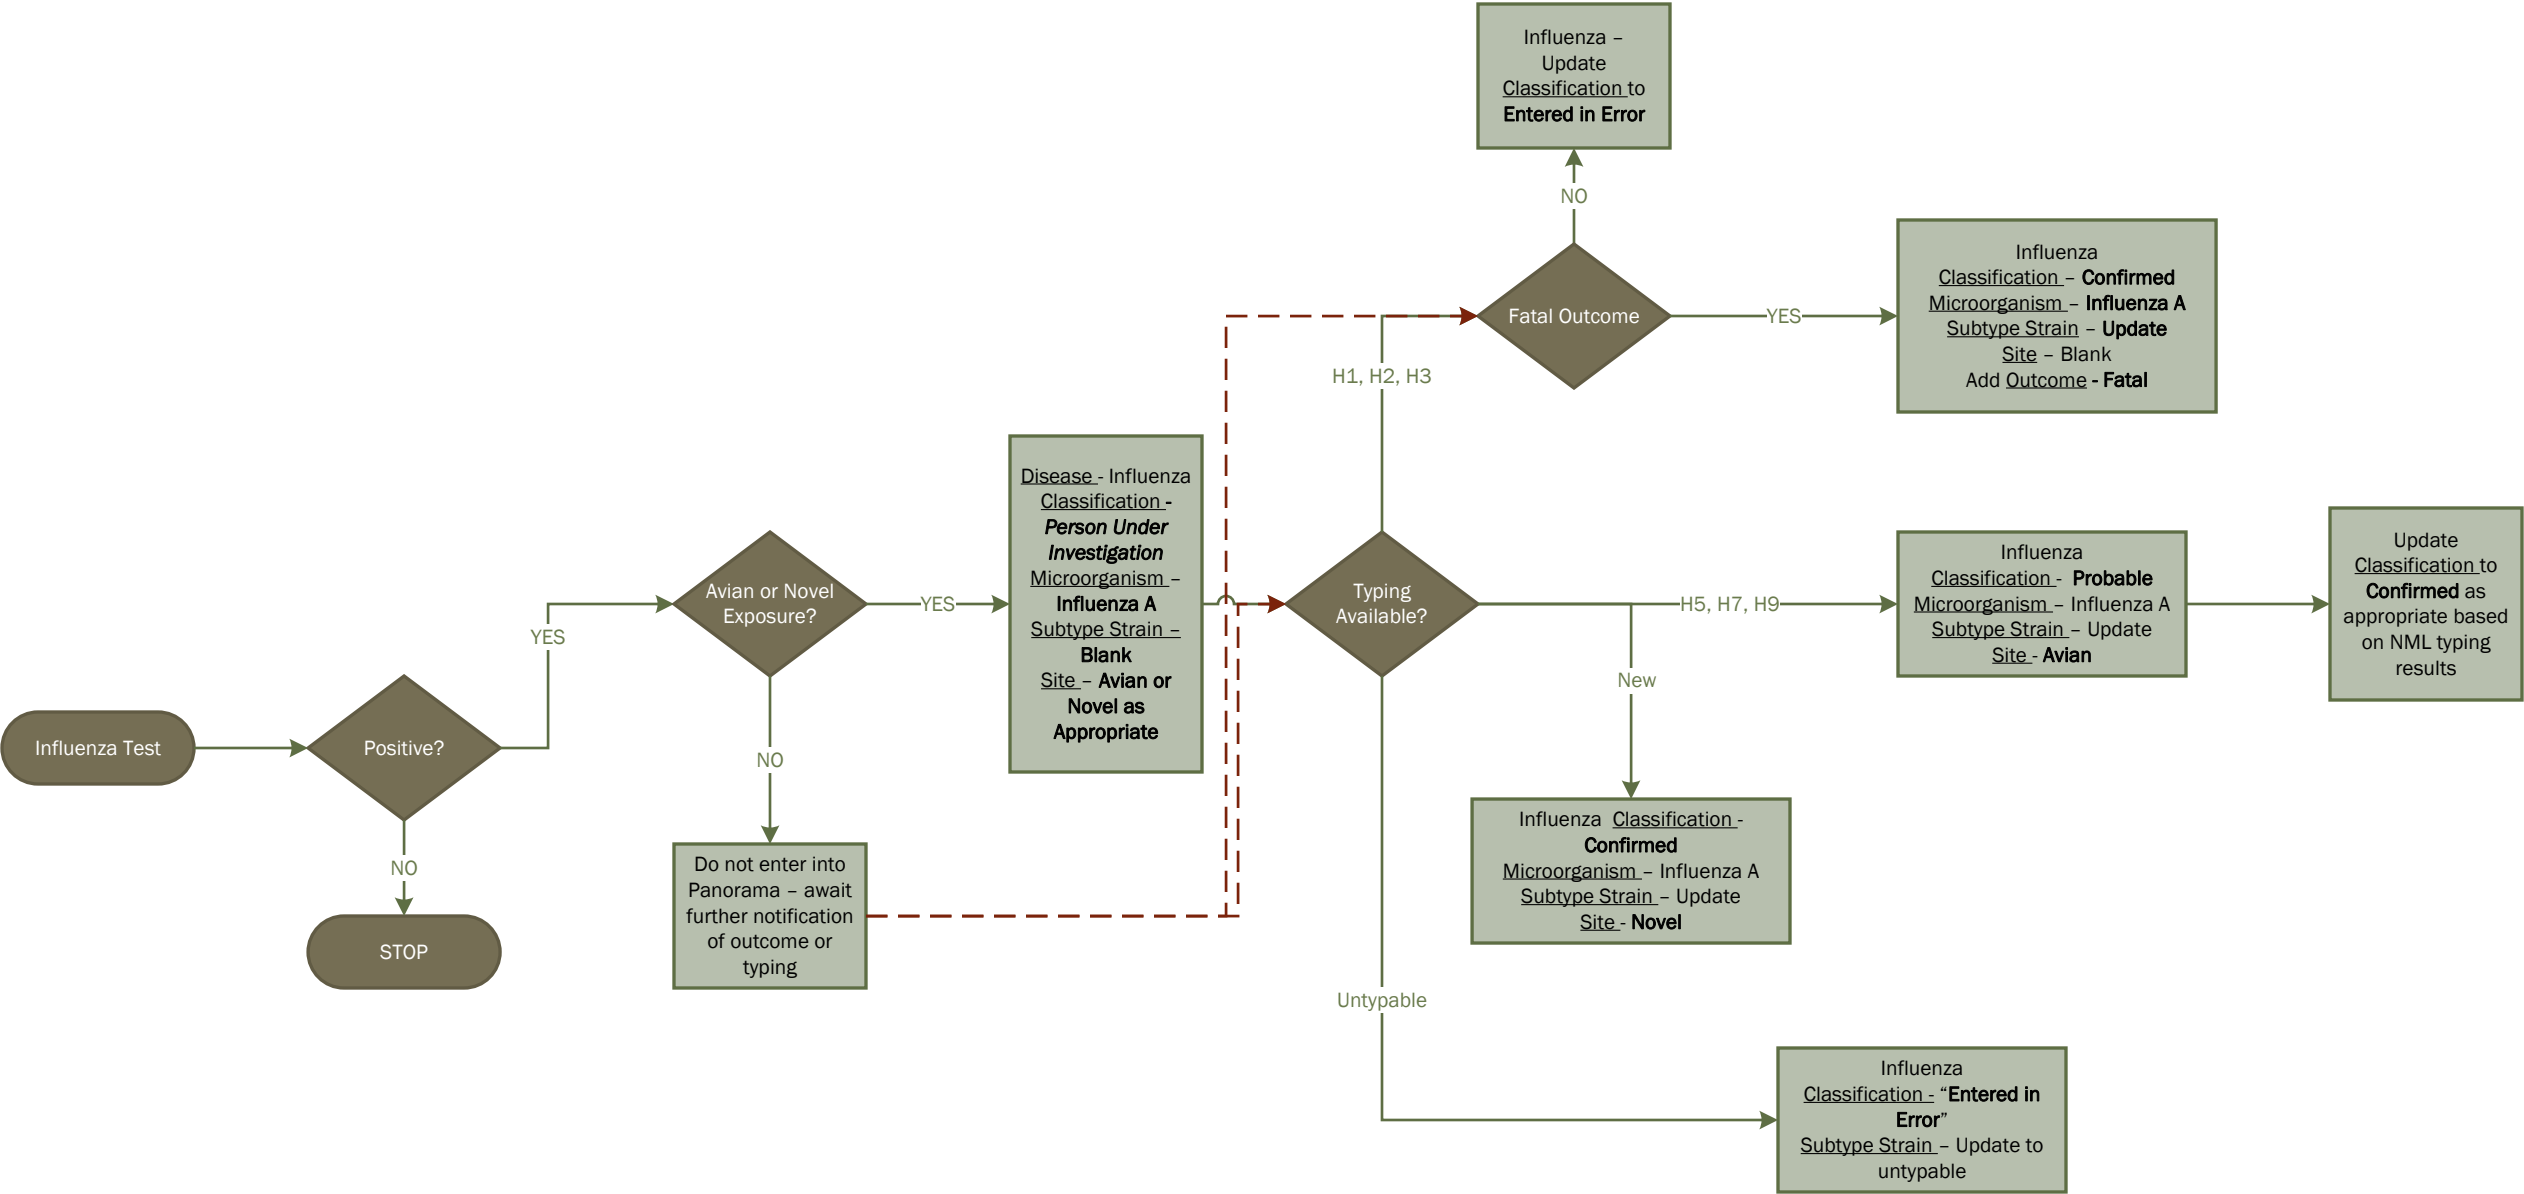 Influenza Test
Positive?
YES
NO
STOP
Avian or Novel
Exposure?
YES
NO
Do not enter into
Panorama – await
further notification
of outcome or
typing
Disease - Influenza
Classification -
Person Under
Investigation
Microorganism –
Influenza A
Subtype Strain –
Blank
Site – Avian or
Novel as
Appropriate
Typing
Available?
H1, H2, H3
Fatal Outcome
NO
Influenza –
Update
Classification to
Entered in Error
YES
Influenza
Classification – Confirmed
Microorganism – Influenza A
Subtype Strain – Update
Site – Blank
Add Outcome - Fatal
H5, H7, H9
Influenza
Classification - Probable
Microorganism – Influenza A
Subtype Strain – Update
Site - Avian
Update
Classification to
Confirmed as
appropriate based
on NML typing
results
New
Influenza Classification -
Confirmed
Microorganism – Influenza A
Subtype Strain – Update
Site - Novel
Untypable
Influenza
Classification - “Entered in
Error”
Subtype Strain – Update to
untypable